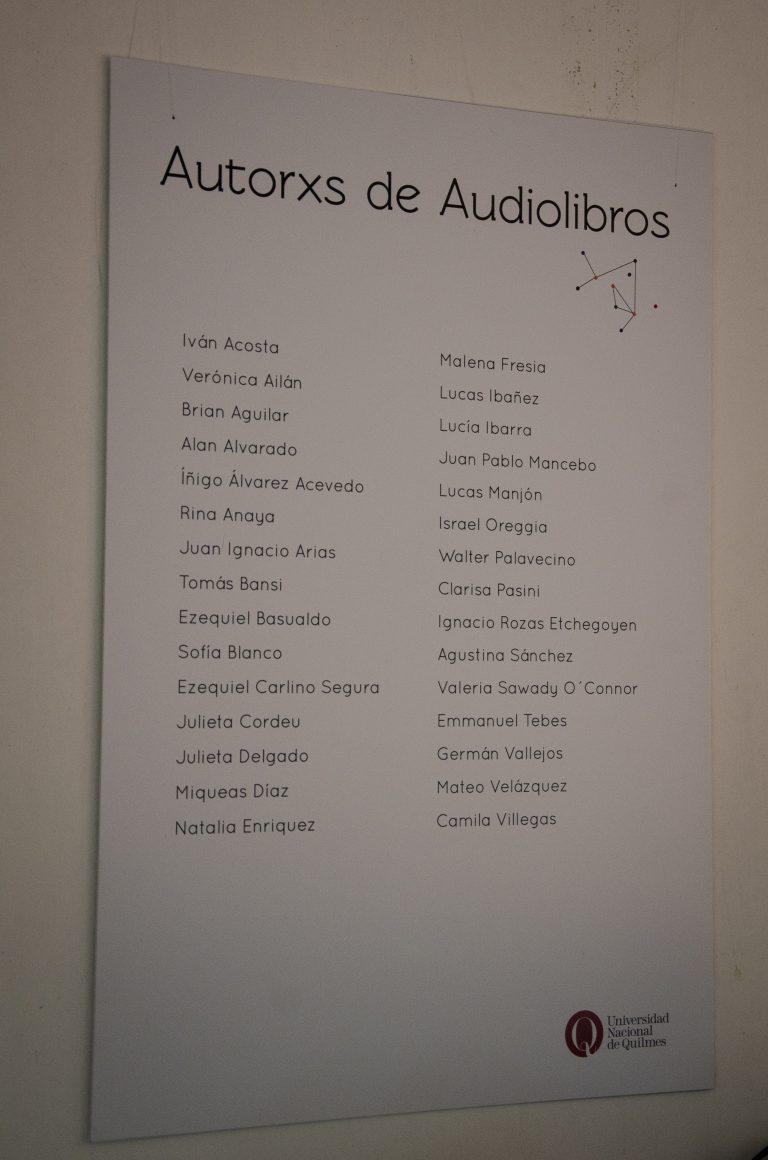 Autorxs de Audiolibros
Iván Acosta
Verónica Ailán
Brian Aguilar
Alan Alvarado
Íñigo Álvarez Acevedo
Rina Anaya
Juan Ignacio Arias
Tomás Bansi
Ezequiel Basualdo
Sofía Blanco
Ezequiel Carlino Segura
Julieta Cordeu
Julieta Delgado
Miqueas Díaz
Natalia Enriquez
Malena Fresia
Lucas Ibañez
Lucía Ibarra
Juan Pablo Mancebo
Lucas Manjón
Israel Oreggia
Walter Palavecino
Clarisa Pasini
Ignacio Rozas Etchegoyen
Agustina Sánchez
Valeria Sawady O´Connor
Emmanuel Tebes
Germán Vallejos
Mateo Velázquez
Camila Villegas
Universidad
Nacional
de Quilmes